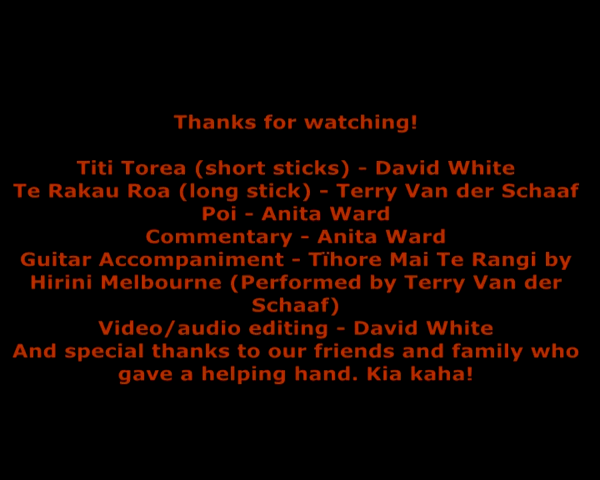 Thanks for watching!
Titi Torea (short sticks) - David White
Te Rakau Roa (long stick) - Terry Van der Schaaf
Poi - Anita Ward
Commentary - Anita Ward
Guitar Accompaniment - Tïhore Mai Te Rangi by
Hirini Melbourne (Performed by Terry Van der
Schaaf)
Video/audio editing - David White
And special thanks to our friends and family who
gave a helping hand. Kia kaha!